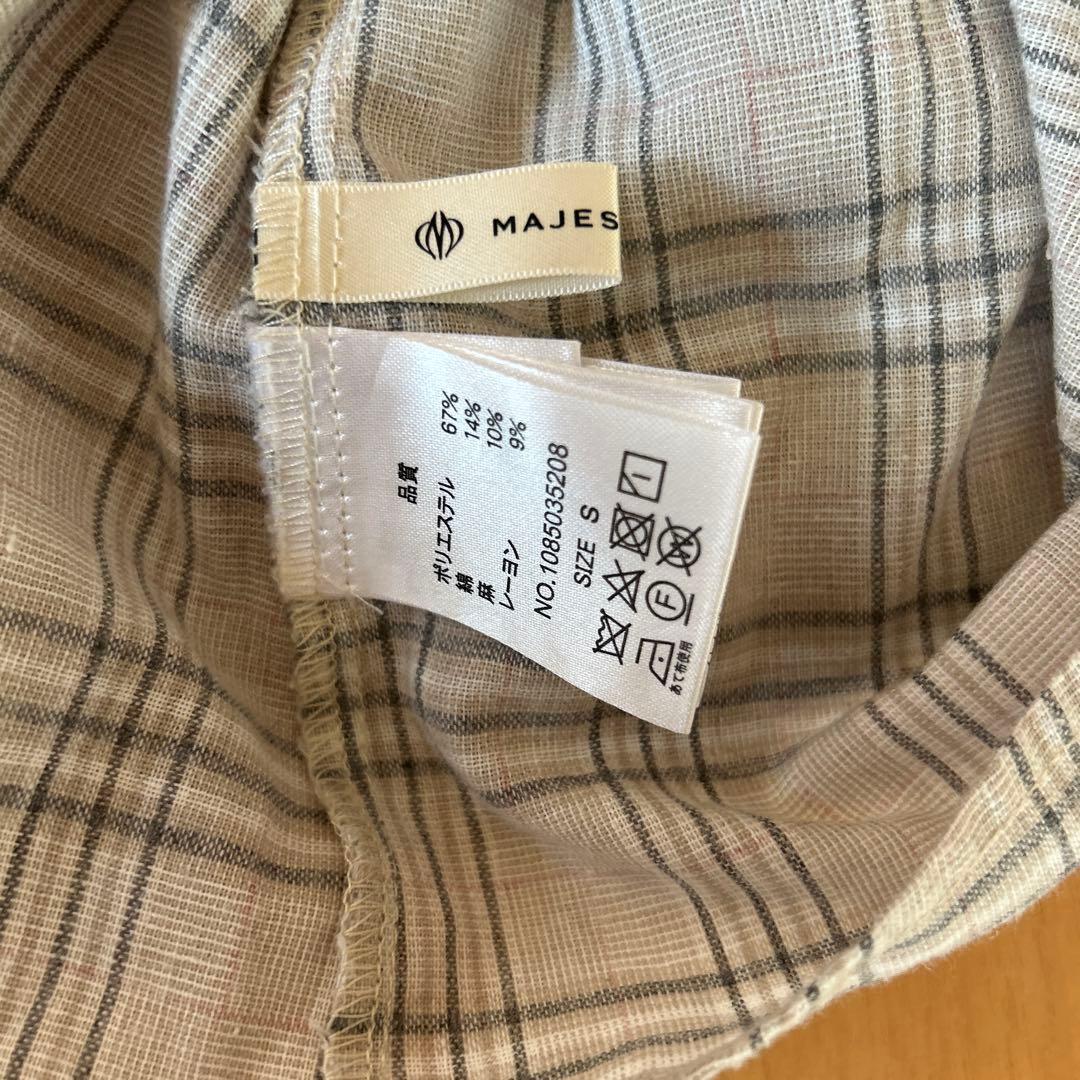 MAJES
品質
ポリエステル 67%
綿 14%
麻 10%
レーヨン 9%
NO.1085035208
SIZE S
W
F
あて布使用